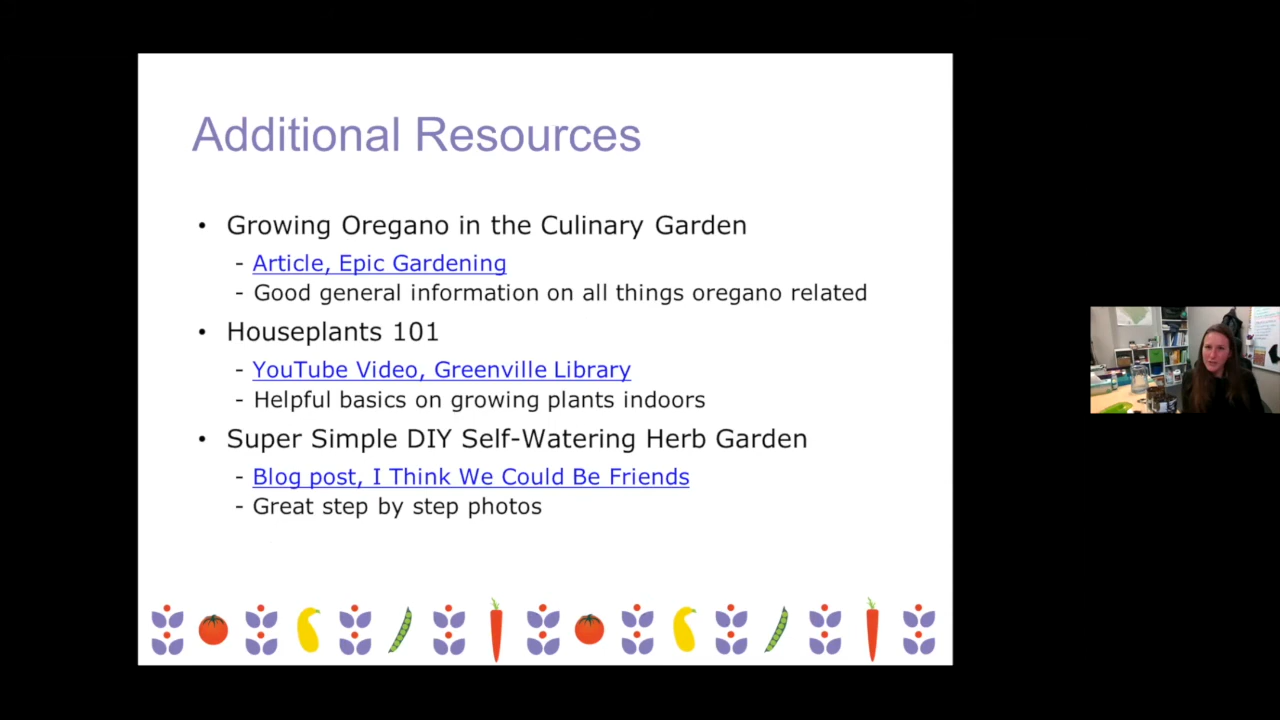 Additional Resources
• Growing Oregano in the Culinary Garden
- Article, Epic Gardening
- Good general information on all things oregano related
• Houseplants 101
- YouTube Video, Greenville Library
- Helpful basics on growing plants indoors
• Super Simple DIY Self-Watering Herb Garden
- Blog post, I Think We Could Be Friends
- Great step by step photos